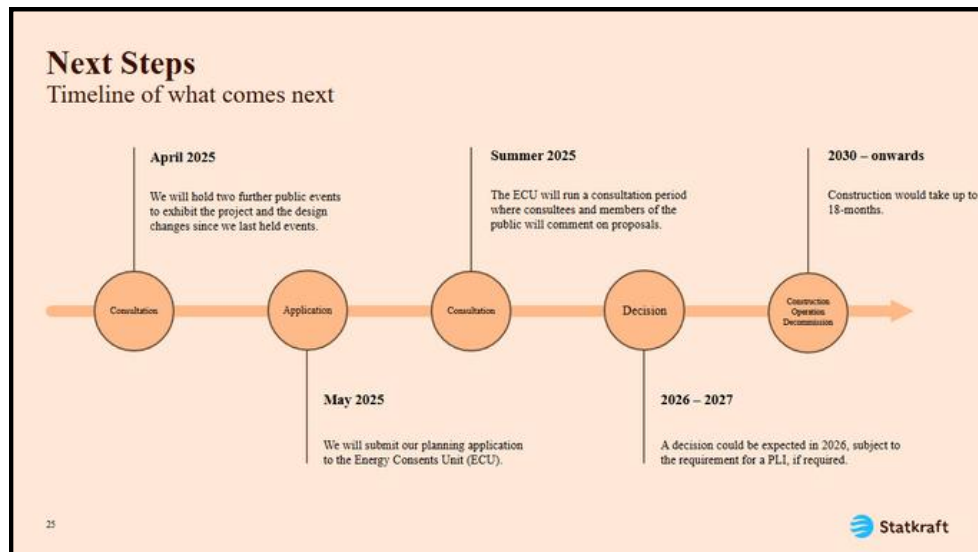 Next Steps
Timeline of what comes next
April 2025
We will hold two further public events
to exhibit the project and the design
changes since we last held events.
Summer 2025
The ECU will run a consultation period
where consultees and members of the
public will comment on proposals.
2030 – onwards
Construction would take up to
18-months.
Consultation
Application
Consultation
Decision
Construction
Operation
Decommission
May 2025
We will submit our planning application
to the Energy Consents Unit (ECU).
2026 – 2027
A decision could be expected in 2026, subject to
the requirement for a PLI, if required.
25
Statkraft